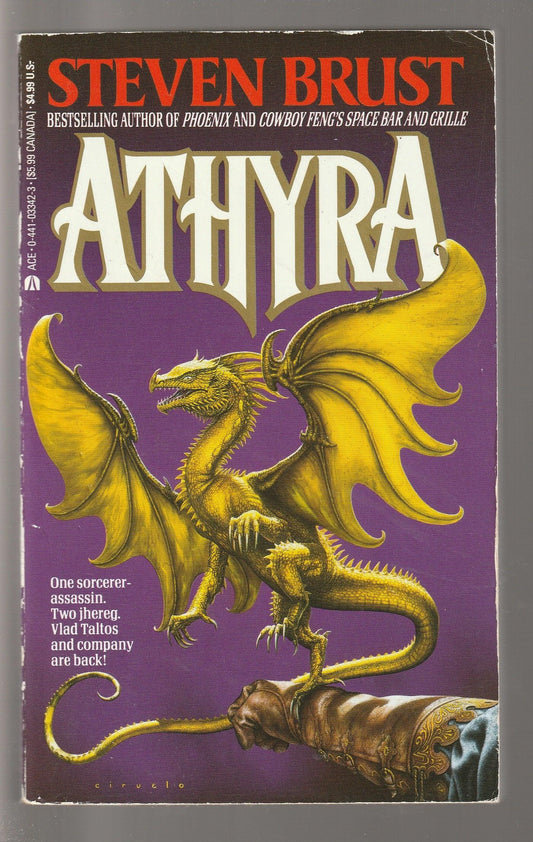 STEVEN BRUST
BESTSELLING AUTHOR OF PHOENIX AND COWBOY FENG'S SPACE BAR AND GRILLE
ATHYRA
ACE • 0-441-03342-3 • [$5.99 CANADA] • $4.99 U.S.
One sorcerer-
assassin.
Two jhereg.
Vlad Taltos
and company
are back!
ciruelo